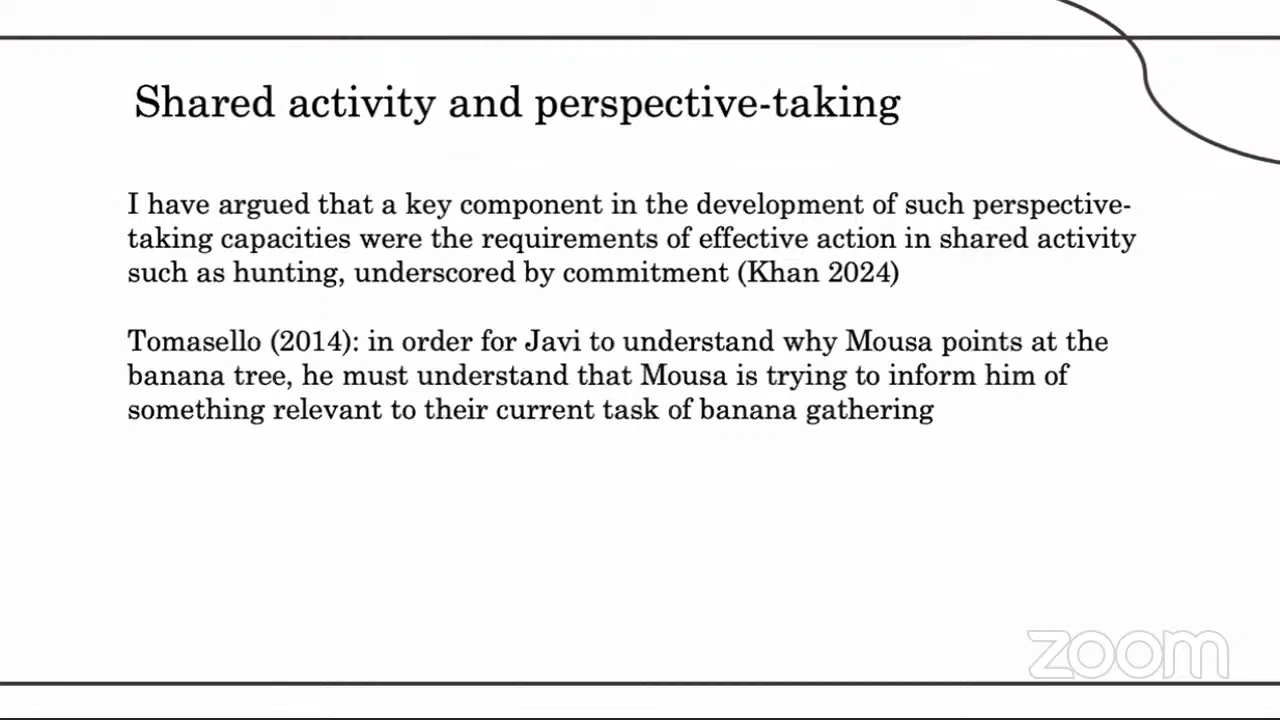 Shared activity and perspective-taking
I have argued that a key component in the development of such perspective-
taking capacities were the requirements of effective action in shared activity
such as hunting, underscored by commitment (Khan 2024)
Tomasello (2014): in order for Javi to understand why Mousa points at the
banana tree, he must understand that Mousa is trying to inform him of
something relevant to their current task of banana gathering
zoom